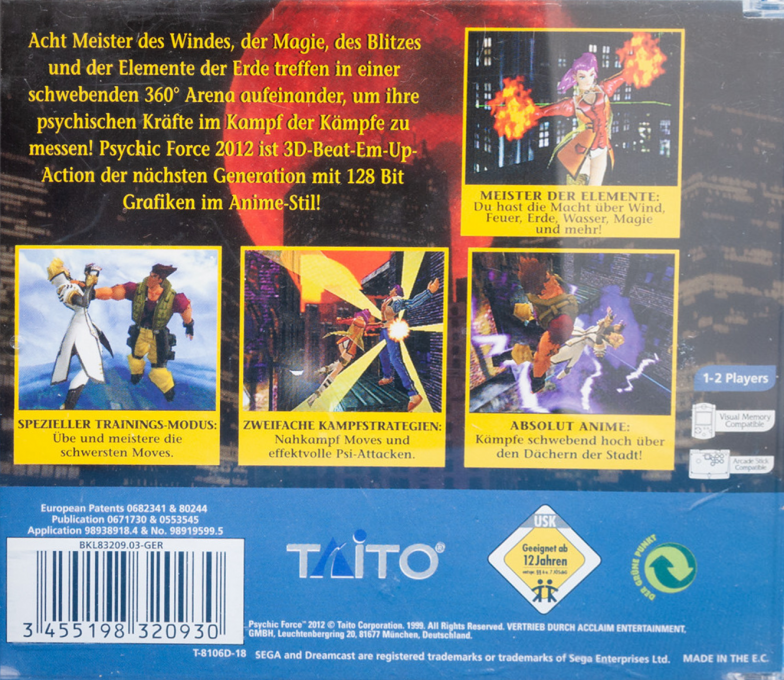 Acht Meister des Windes, der Magie, des Blitzes
und der Elemente der Erde treffen in einer
schwebenden 360° Arena aufeinander, um ihre
psychischen Kräfte im Kampf der Kämpfe zu
messen! Psychic Force 2012 ist 3D-Beat-Em-Up-
Action der nächsten Generation mit 128 Bit
Grafiken im Anime-Stil!
MEISTER DER ELEMENTE:
Du hast die Macht über Wind,
Feuer, Erde, Wasser, Magie
und mehr!
SPEZIELLER TRAININGS-MODUS:
Übe und meistere die
schwersten Moves.
ZWEIFACHE KAMPFSTRATEGIEN:
Nahkampf Moves und
effektvolle Psi-Attacken.
ABSOLUT ANIME:
Kämpfe schwebend hoch über
den Dächern der Stadt!
1-2 Players
Visual Memory
Compatible
Arcade Stick
Compatible
European Patents 0682341 & 80244
Publication 0671730 & 0553545
Application 98938918.4 & No. 98919599.5
BKL83209.03-GER
3 455198 320930
TAITO®
USK
Geeignet ab
12 Jahren
DER GRÜNE PUNKT
Psychic Force™ 2012 © Taito Corporation. 1999. All Rights Reserved. VERTRIEB DURCH ACCLAIM ENTERTAINMENT.
GMBH, Leuchtenbergring 20, 81677 München, Deutschland.
T-8106D-18 SEGA and Dreamcast are registered trademarks or trademarks of Sega Enterprises Ltd. MADE IN THE E.C.